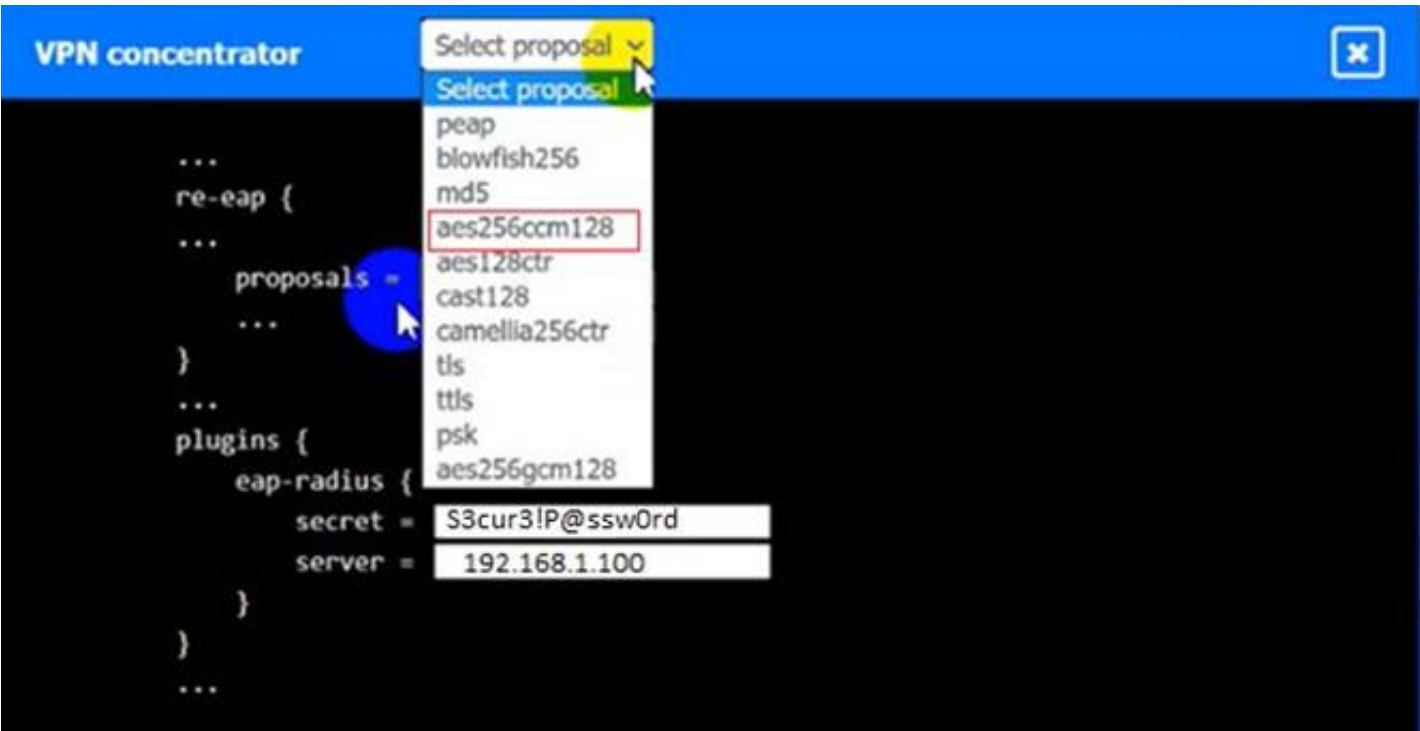 VPN concentrator
Select proposal
Select proposal
peap
blowfish256
md5
aes256ccm128
aes128ctr
cast128
camellia256ctr
tls
ttls
psk
aes256gcm128
...
re-eap {
...
proposals =
...
}
...
plugins {
eap-radius {
secret = S3cur3!P@ssw0rd
server = 192.168.1.100
}
}
...